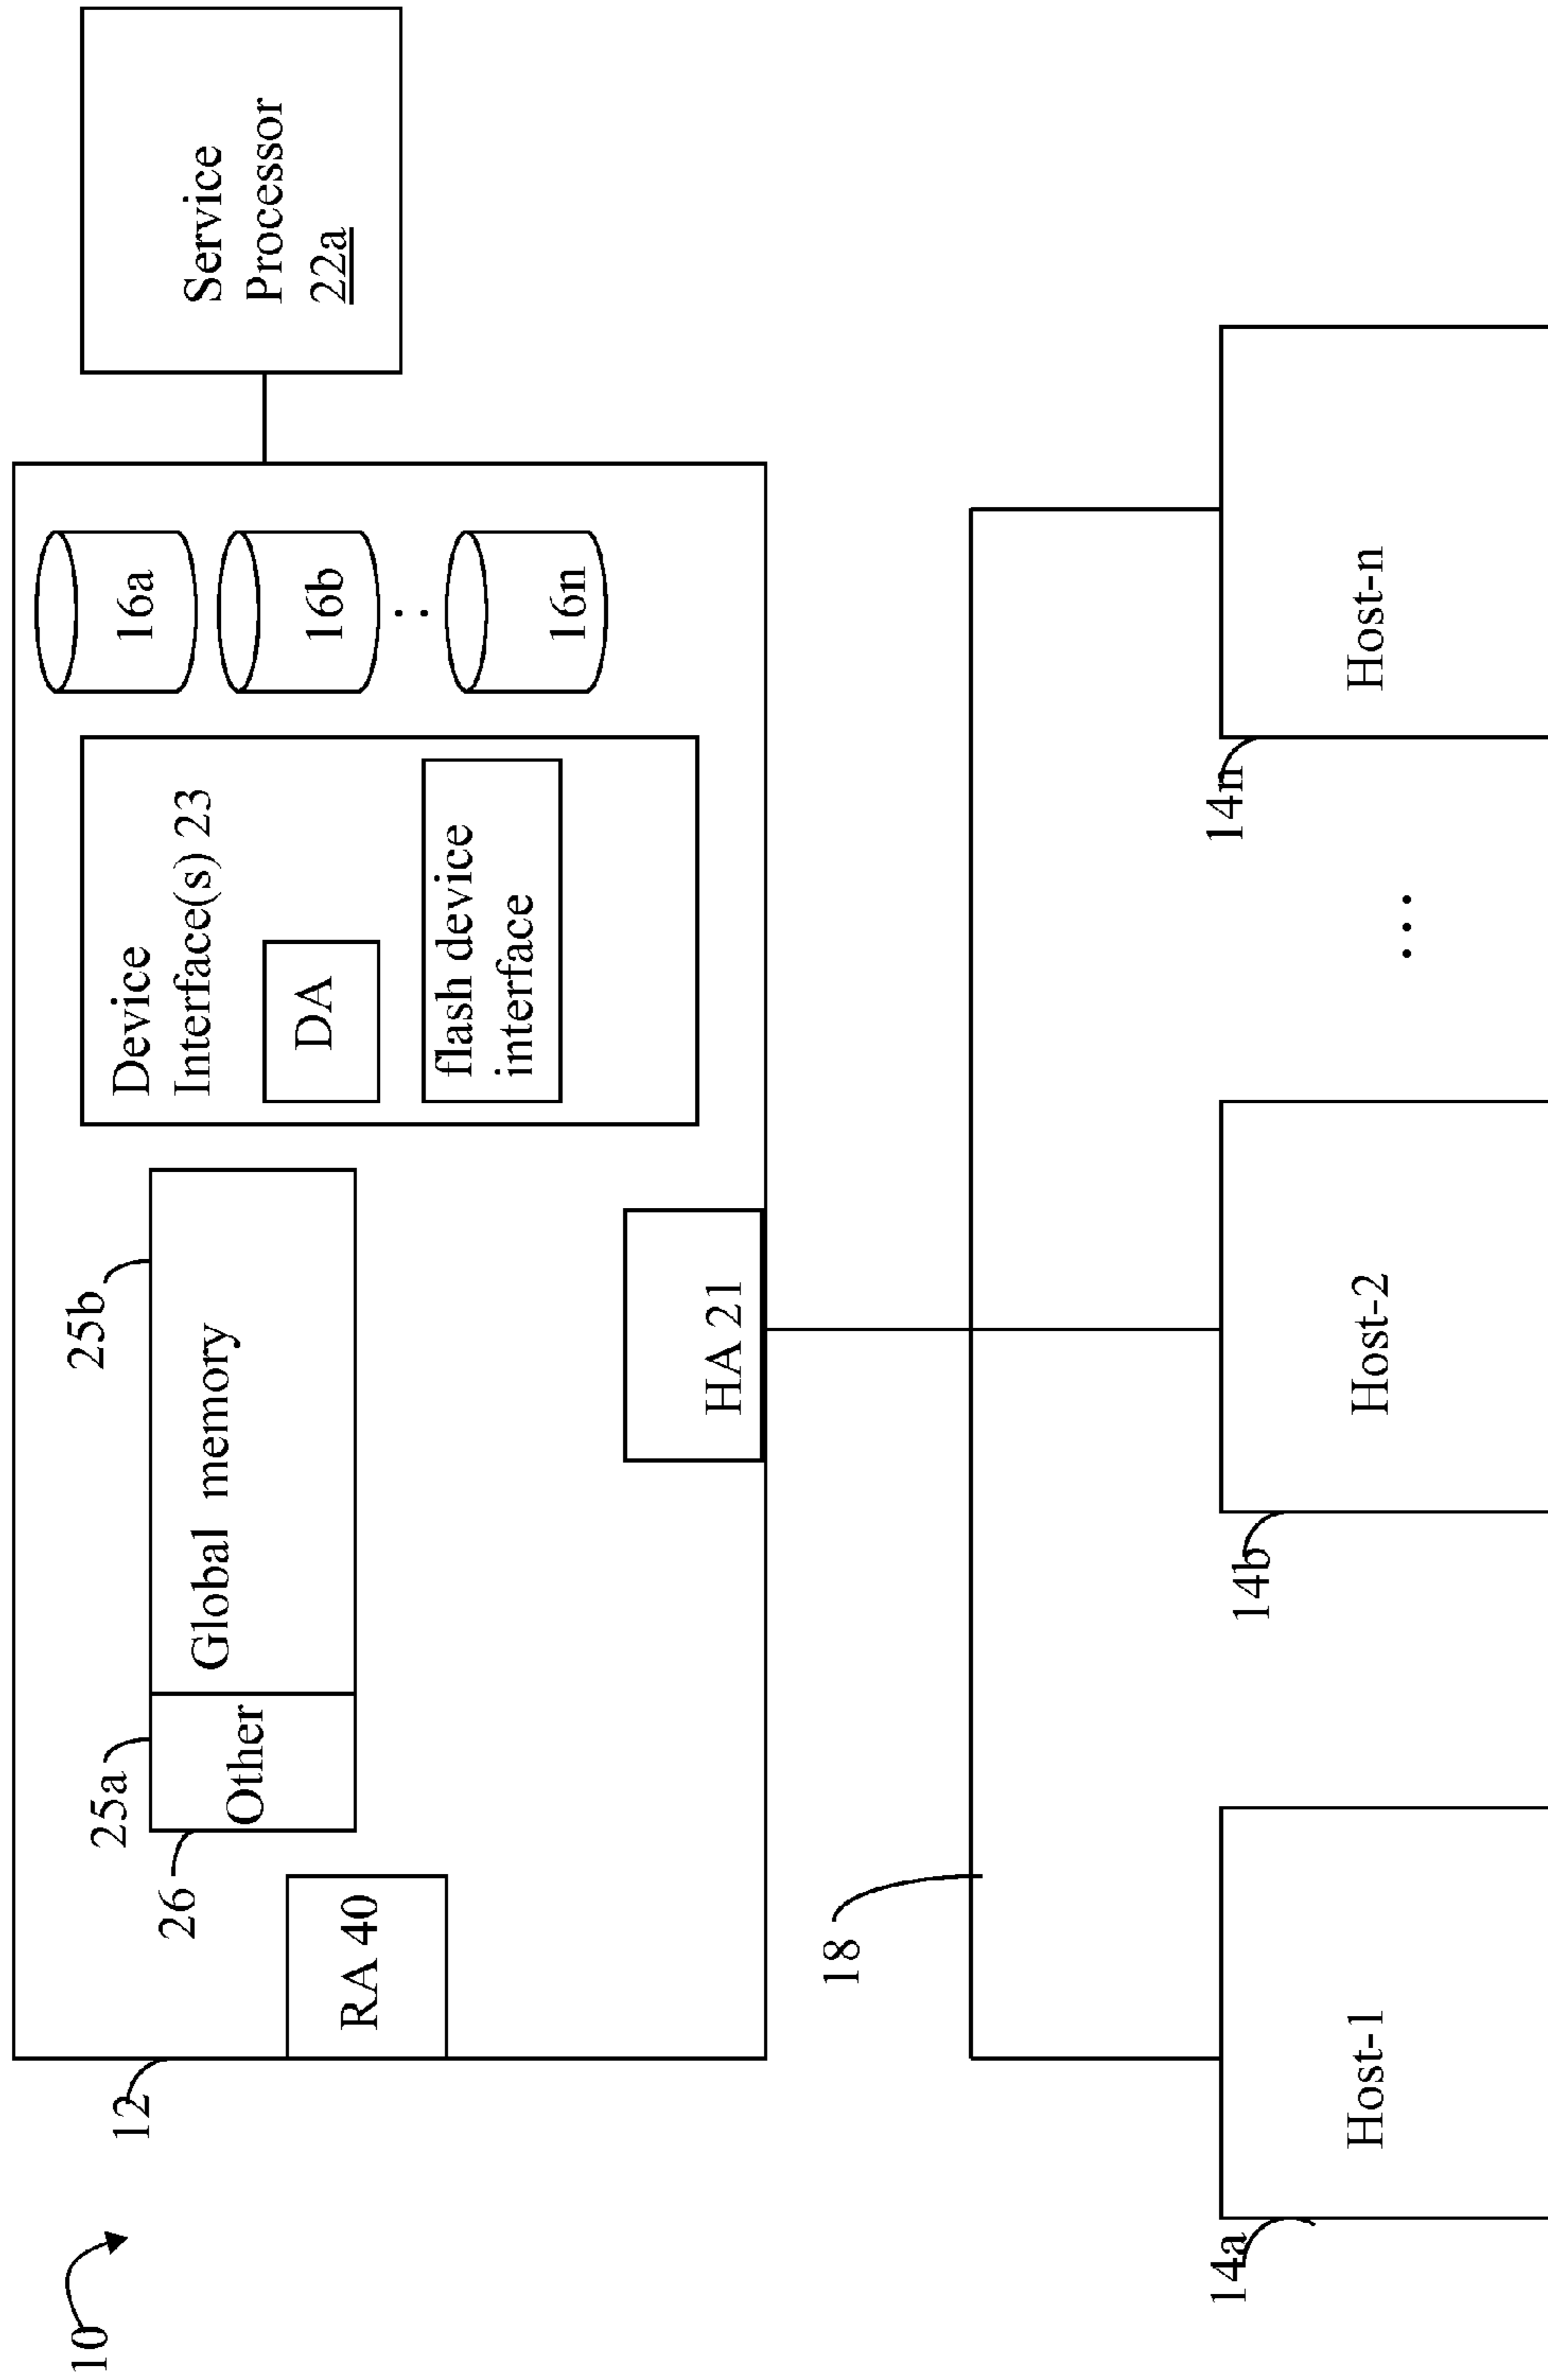 10
12
RA 40
26
25a
Other
25b
Global memory
HA 21
Device
Interface(s) 23
DA
flash device
interface
16a
16b
16n
Service
Processor
22a
18
14a
Host-1
14b
Host-2
...
14n
Host-n